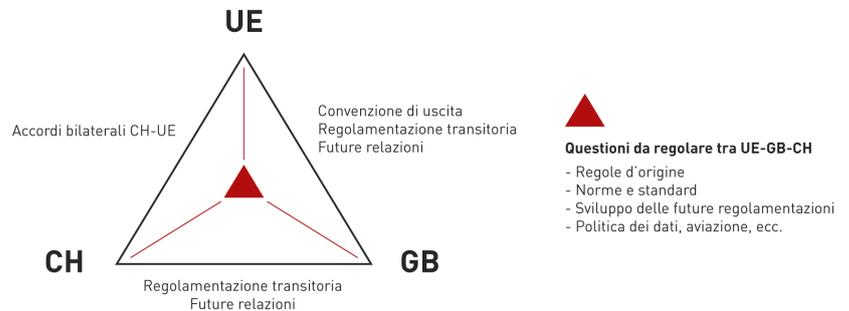 UE
Accordi bilaterali CH-UE
Convenzione di uscita
Regolamentazione transitoria
Future relazioni
CH
GB
Regolamentazione transitoria
Future relazioni
Questioni da regolare tra UE-GB-CH
- Regole d'origine
- Norme e standard
- Sviluppo delle future regolamentazioni
- Politica dei dati, aviazione, ecc.